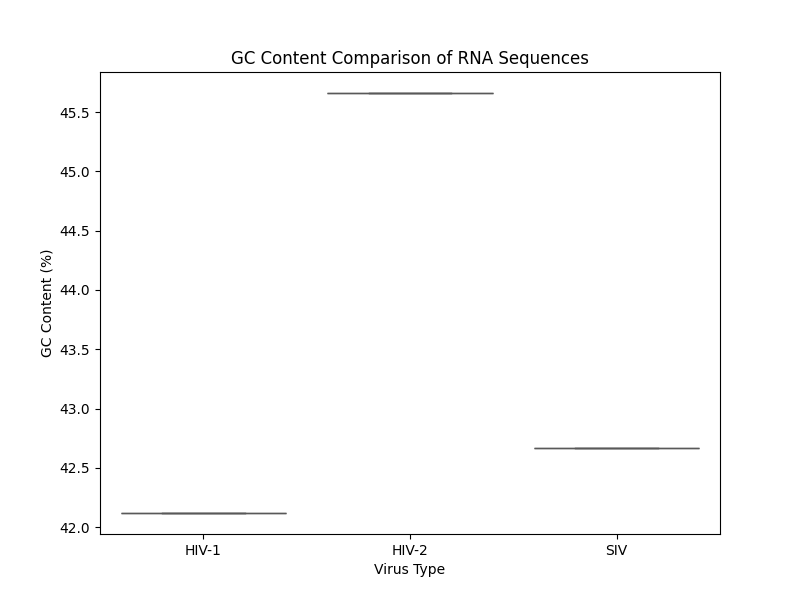 GC Content Comparison of RNA Sequences
45.5
45.0
44.5
44.0
43.5
43.0
42.5
42.0
GC Content (%)
HIV-1 HIV-2 SIV
Virus Type